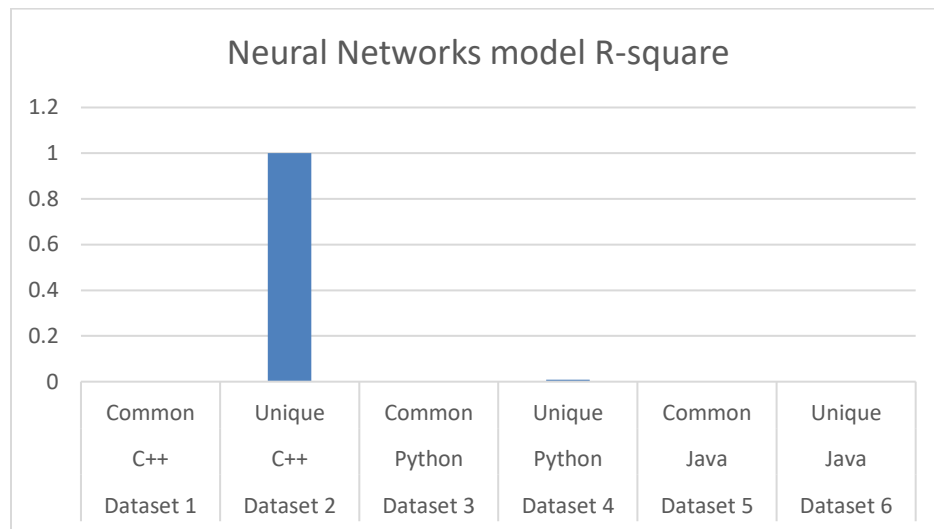 Neural Networks model R-square
1.2
1
0.8
0.6
0.4
0.2
0
Common Unique Common Unique Common Unique
C++ C++ Python Python Java Java
Dataset 1 Dataset 2 Dataset 3 Dataset 4 Dataset 5 Dataset 6